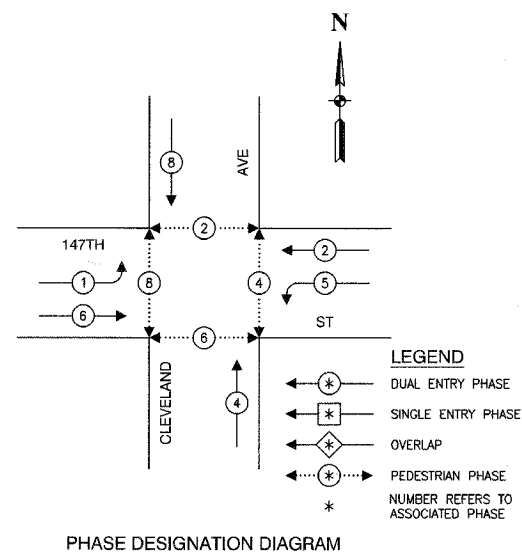 N
8
AVE
2
147TH
2
1
8
4
5
6
6
ST
CLEVELAND
4
LEGEND
* DUAL ENTRY PHASE
* SINGLE ENTRY PHASE
* OVERLAP
* PEDESTRIAN PHASE
* NUMBER REFERS TO
ASSOCIATED PHASE
PHASE DESIGNATION DIAGRAM